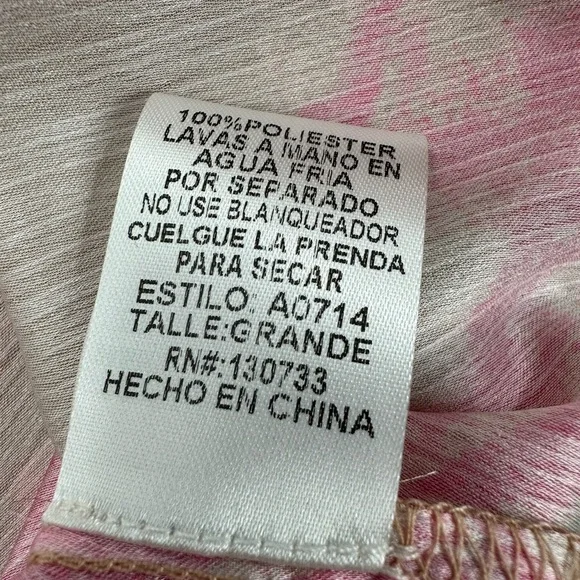 100%POLIESTER
LAVAS A MANO EN
AGUA FRIA
POR SEPARADO
NO USE BLANQUEADOR
CUELGUE LA PRENDA
PARA SECAR
ESTILO: A0714
TALLE:GRANDE
RN#:130733
HECHO EN CHINA